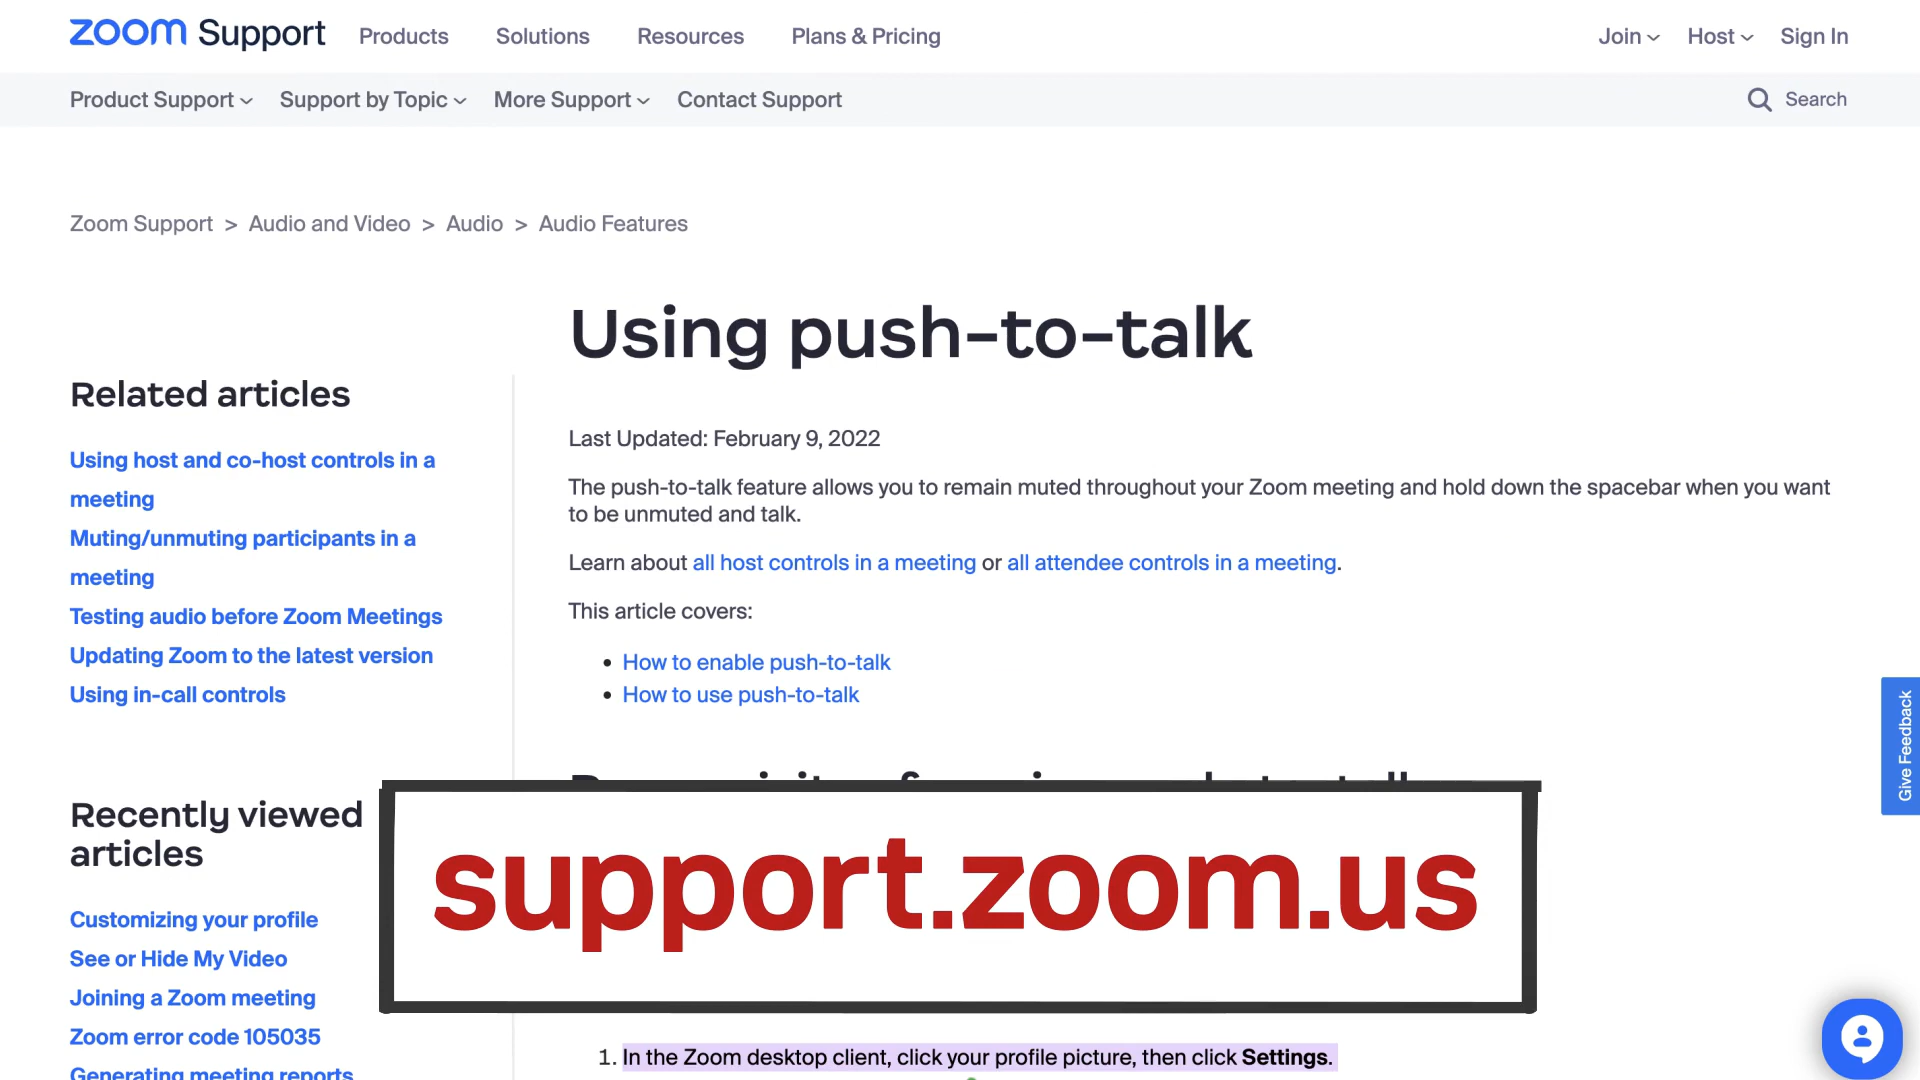 zoom Support Products Solutions Resources Plans & Pricing Join Host Sign In
Product Support Support by Topic More Support Contact Support Search
Zoom Support > Audio and Video > Audio > Audio Features
Using push-to-talk
Related articles
Using host and co-host controls in a
meeting
Muting/unmuting participants in a
meeting
Testing audio before Zoom Meetings
Updating Zoom to the latest version
Using in-call controls
Recently viewed
articles
Customizing your profile
See or Hide My Video
Joining a Zoom meeting
Zoom error code 105035
Generating meeting reports
Last Updated: February 9, 2022
The push-to-talk feature allows you to remain muted throughout your Zoom meeting and hold down the spacebar when you want
to be unmuted and talk.
Learn about all host controls in a meeting or all attendee controls in a meeting.
This article covers:
• How to enable push-to-talk
• How to use push-to-talk
support.zoom.us
1. In the Zoom desktop client, click your profile picture, then click Settings.
Give Feedback